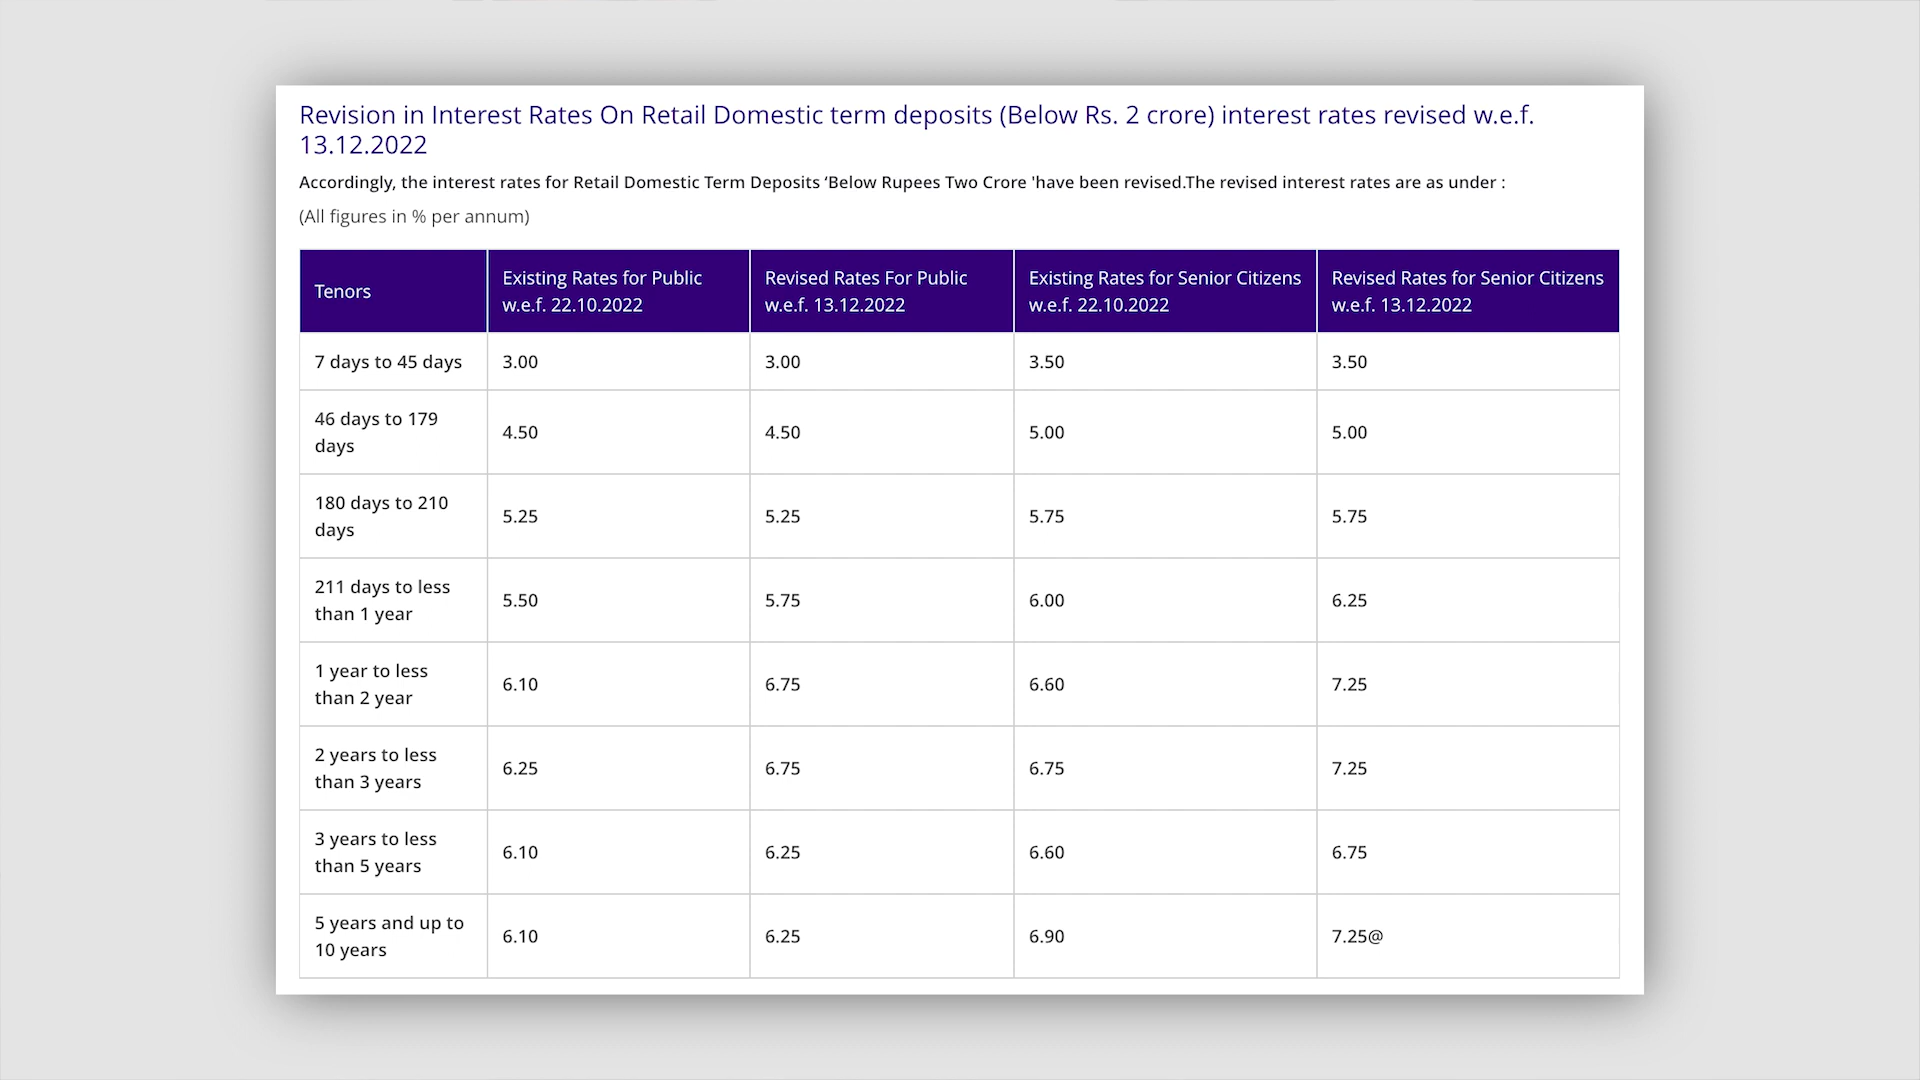 Revision in Interest Rates On Retail Domestic term deposits (Below Rs. 2 crore) interest rates revised w.e.f.
13.12.2022
Accordingly, the interest rates for Retail Domestic Term Deposits ‘Below Rupees Two Crore 'have been revised.The revised interest rates are as under :
(All figures in % per annum)
Tenors
Existing Rates for Public
w.e.f. 22.10.2022
Revised Rates For Public
w.e.f. 13.12.2022
Existing Rates for Senior Citizens
w.e.f. 22.10.2022
Revised Rates for Senior Citizens
w.e.f. 13.12.2022
7 days to 45 days
3.00
3.00
3.50
3.50
46 days to 179
days
4.50
4.50
5.00
5.00
180 days to 210
days
5.25
5.25
5.75
5.75
211 days to less
than 1 year
5.50
5.75
6.00
6.25
1 year to less
than 2 year
6.10
6.75
6.60
7.25
2 years to less
than 3 years
6.25
6.75
6.75
7.25
3 years to less
than 5 years
6.10
6.25
6.60
6.75
5 years and up to
10 years
6.10
6.25
6.90
7.25@